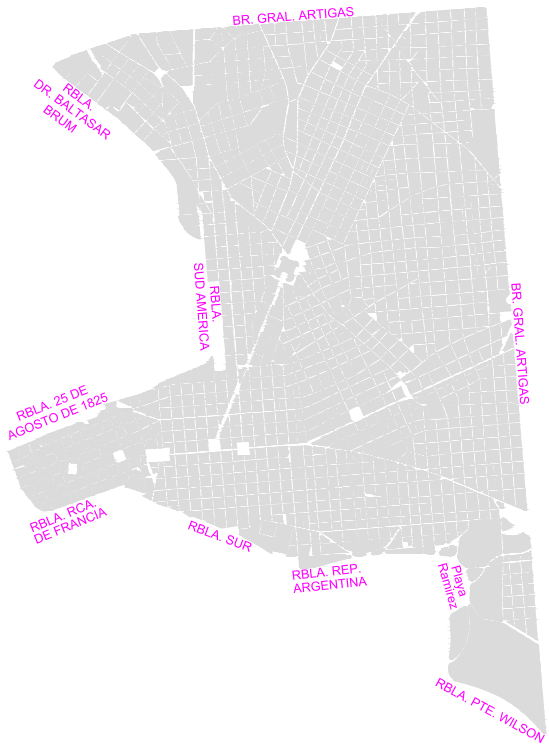 BR. GRAL. ARTIGAS
RBLA.
DR. BALTASAR
BRUM
RBLA.
SUD AMERICA
BR. GRAL. ARTIGAS
RBLA. 25 DE
AGOSTO DE 1825
RBLA. RCA.
DE FRANCIA
RBLA. SUR
RBLA. REP.
ARGENTINA
Playa
Ramirez
RBLA. PTE. WILSON